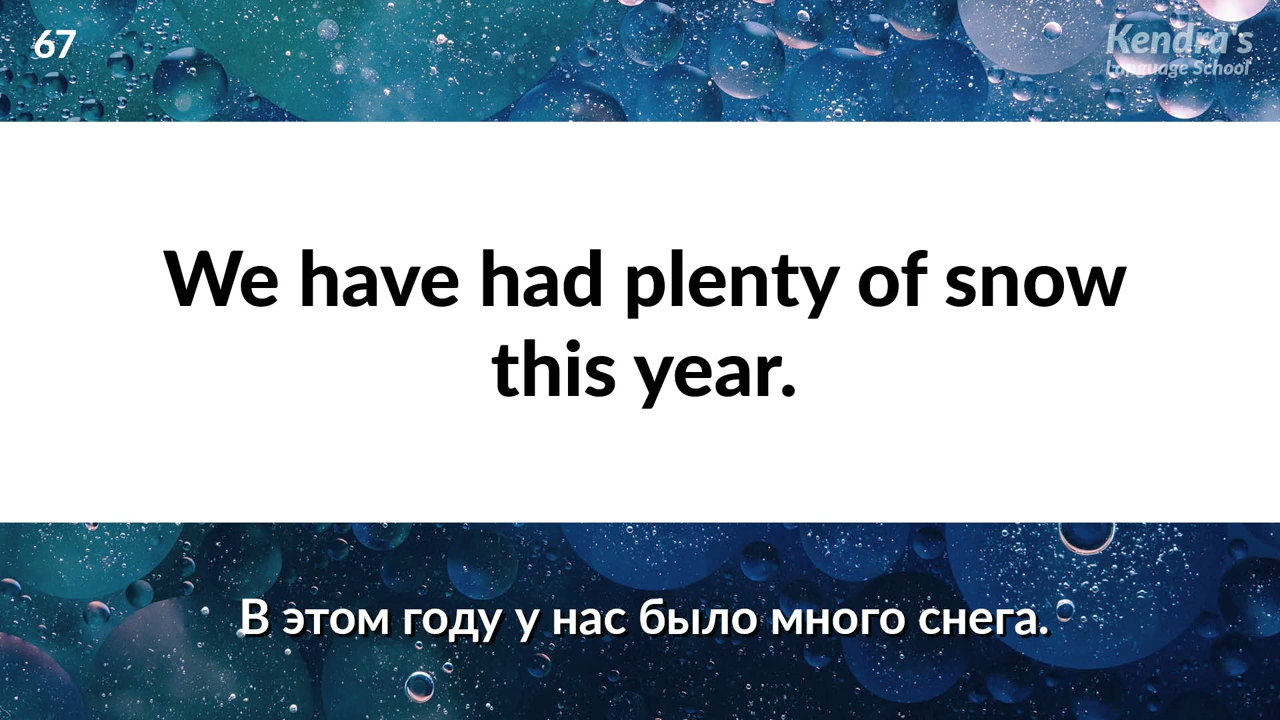 67
Kendra's
Language School
We have had plenty of snow
this year.
В этом году у нас было много снега.